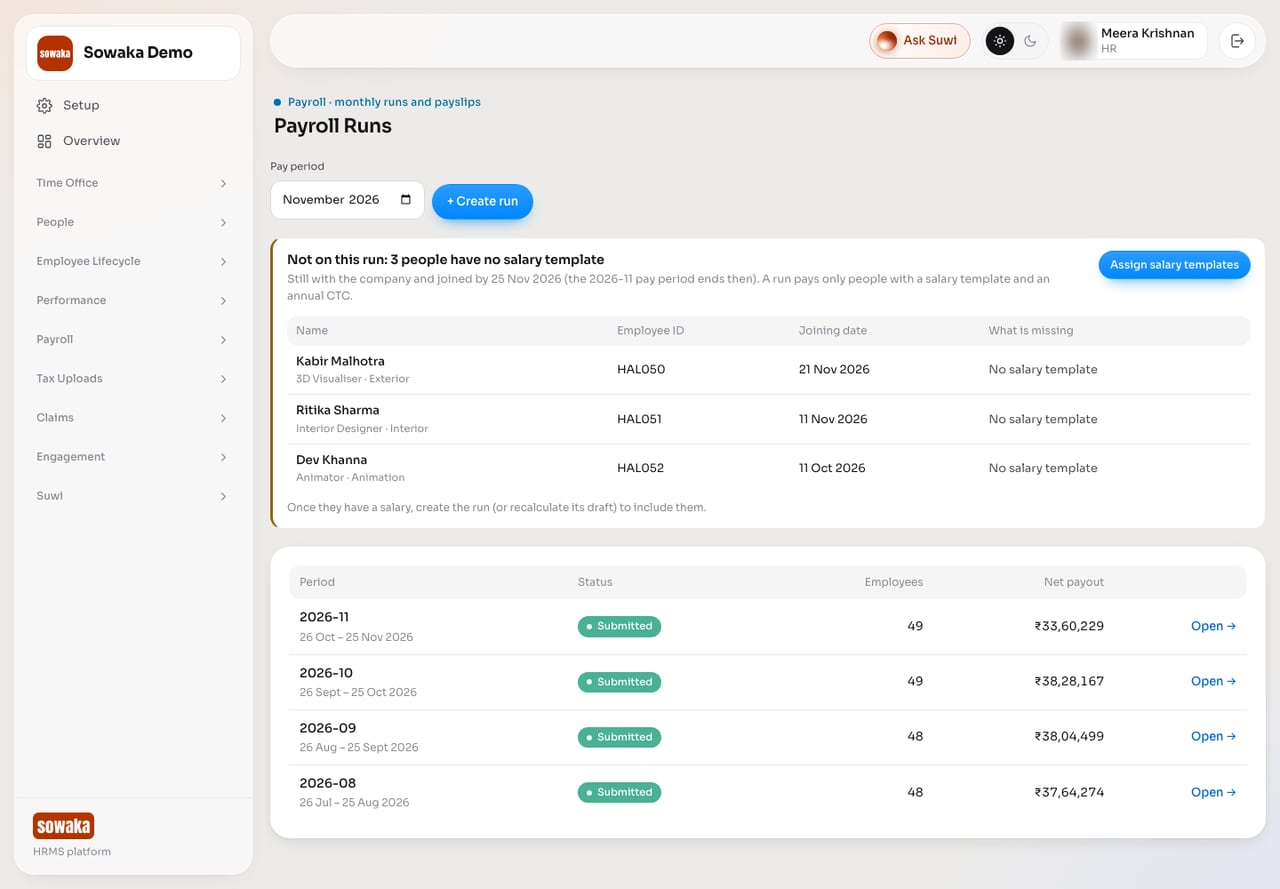 sowaka
Sowaka Demo
Setup
Overview
Time Office
People
Employee Lifecycle
Performance
Payroll
Tax Uploads
Claims
Engagement
Suwi
sowaka
HRMS platform
Ask Suwi
Meera Krishnan
HR
Payroll · monthly runs and payslips
Payroll Runs
Pay period
November 2026
+ Create run
Not on this run: 3 people have no salary template
Still with the company and joined by 25 Nov 2026 (the 2026-11 pay period ends then). A run pays only people with a salary template and an
annual CTC.
Assign salary templates
Name Employee ID Joining date What is missing
Kabir Malhotra
3D Visualiser · Exterior
HAL050 21 Nov 2026 No salary template
Ritika Sharma
Interior Designer · Interior
HAL051 11 Nov 2026 No salary template
Dev Khanna
Animator · Animation
HAL052 11 Oct 2026 No salary template
Once they have a salary, create the run (or recalculate its draft) to include them.
Period Status Employees Net payout
2026-11
26 Oct – 25 Nov 2026
Submitted 49 ₹33,60,229 Open →
2026-10
26 Sept – 25 Oct 2026
Submitted 49 ₹38,28,167 Open →
2026-09
26 Aug – 25 Sept 2026
Submitted 48 ₹38,04,499 Open →
2026-08
26 Jul – 25 Aug 2026
Submitted 48 ₹37,64,274 Open →